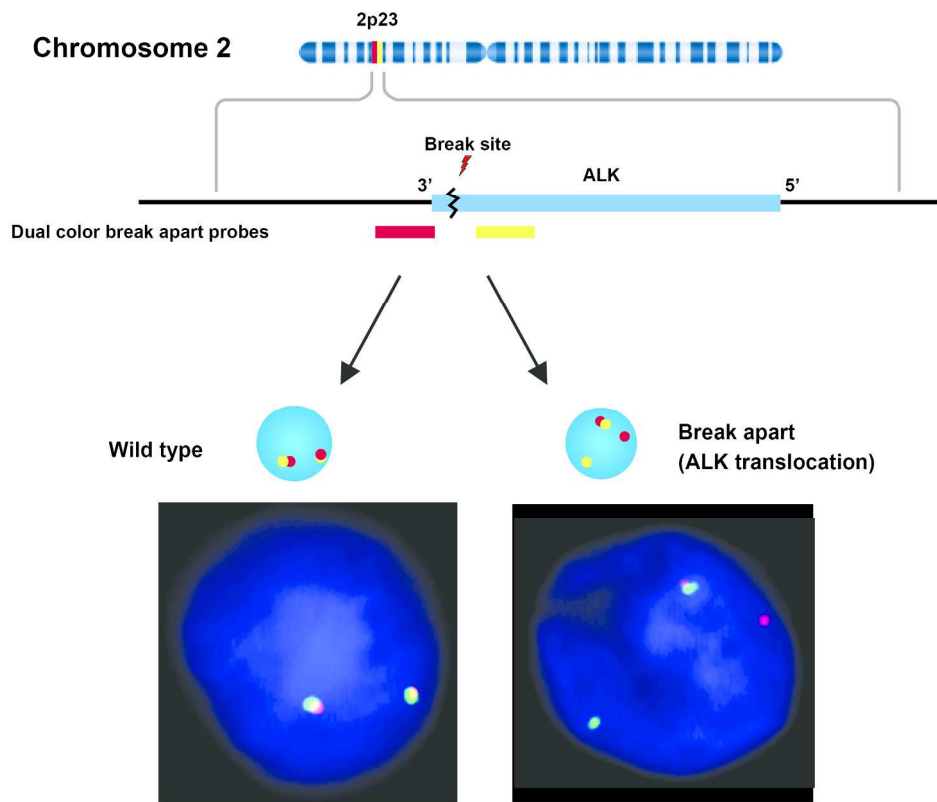 2p23
Chromosome 2
Break site
3’
ALK
5’
Dual color break apart probes
Wild type
Break apart
(ALK translocation)